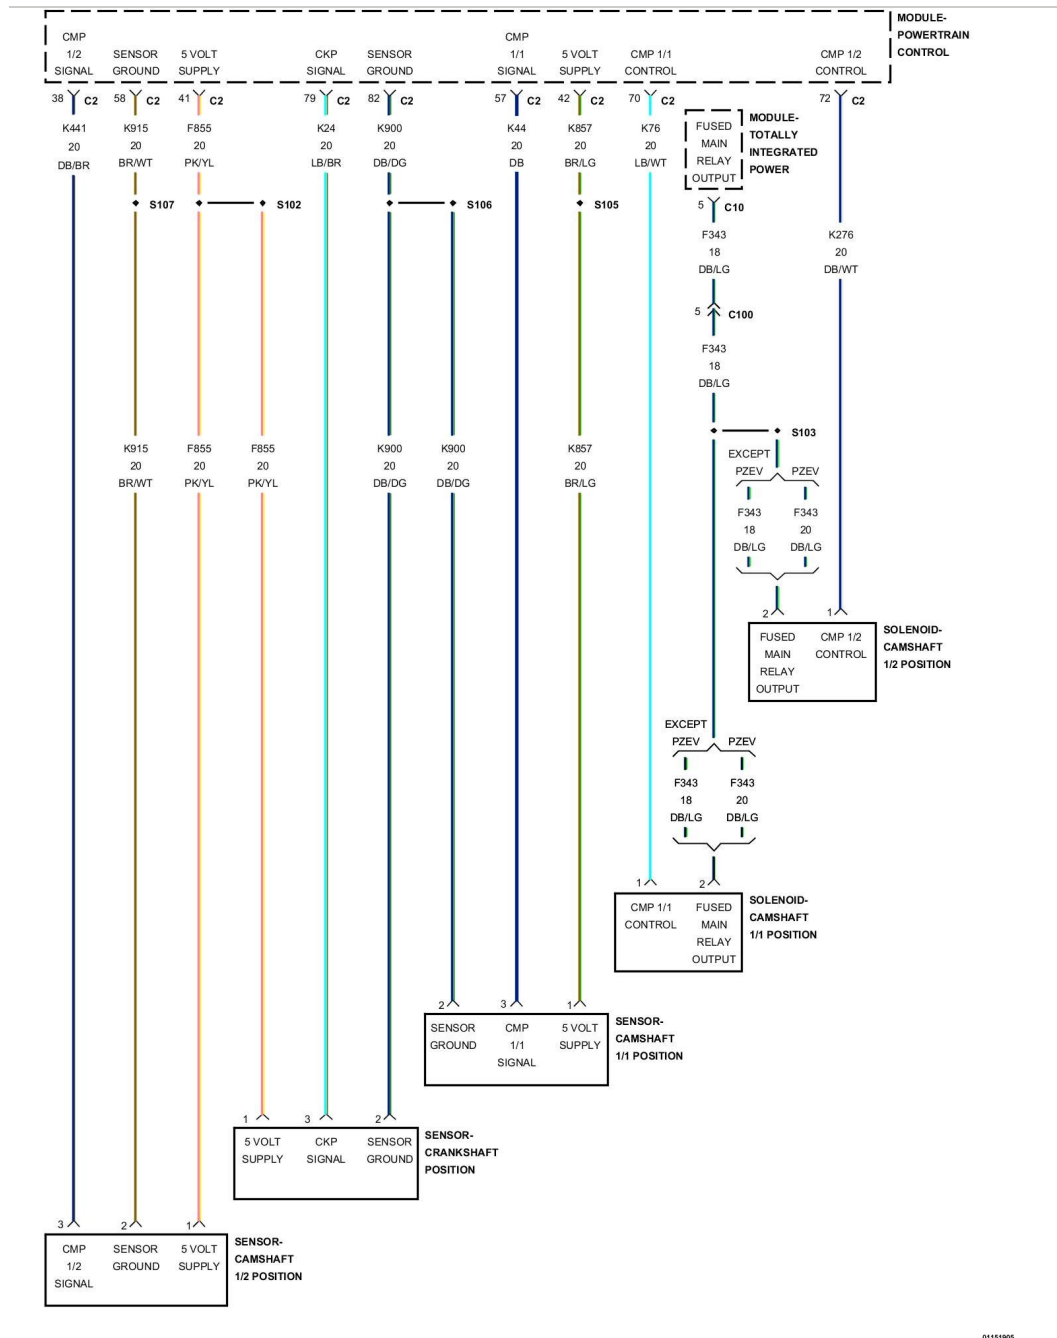 MODULE-
POWERTRAIN
CONTROL
CMP
1/2
SIGNAL
SENSOR
GROUND
5 VOLT
SUPPLY
CKP
SIGNAL
SENSOR
GROUND
CMP
1/1
SIGNAL
5 VOLT
SUPPLY
CMP 1/1
CONTROL
CMP 1/2
CONTROL
38 C2
58 C2
41 C2
79 C2
82 C2
57 C2
42 C2
70 C2
72 C2
K441
20
DB/BR
K915
20
BR/WT
F855
20
PK/YL
K24
20
LB/BR
K900
20
DB/DG
K44
20
DB
K857
20
BR/LG
K76
20
LB/WT
FUSED
MAIN
RELAY
OUTPUT
MODULE-
TOTALLY
INTEGRATED
POWER
S107
S102
S106
S105
5 C10
F343
18
DB/LG
K276
20
DB/WT
5 C100
F343
18
DB/LG
S103
K915
20
BR/WT
F855
20
PK/YL
F855
20
PK/YL
K900
20
DB/DG
K900
20
DB/DG
K857
20
BR/LG
EXCEPT
PZEV
PZEV
F343
18
DB/LG
F343
20
DB/LG
2
1
FUSED
MAIN
RELAY
OUTPUT
CMP 1/2
CONTROL
SOLENOID-
CAMSHAFT
1/2 POSITION
EXCEPT
PZEV
PZEV
F343
18
DB/LG
F343
20
DB/LG
1
2
CMP 1/1
CONTROL
FUSED
MAIN
RELAY
OUTPUT
SOLENOID-
CAMSHAFT
1/1 POSITION
2
3
1
SENSOR
GROUND
CMP
1/1
SIGNAL
5 VOLT
SUPPLY
SENSOR-
CAMSHAFT
1/1 POSITION
1
3
2
5 VOLT
SUPPLY
CKP
SIGNAL
SENSOR
GROUND
SENSOR-
CRANKSHAFT
POSITION
3
2
1
CMP
1/2
SIGNAL
SENSOR
GROUND
5 VOLT
SUPPLY
SENSOR-
CAMSHAFT
1/2 POSITION
01151905